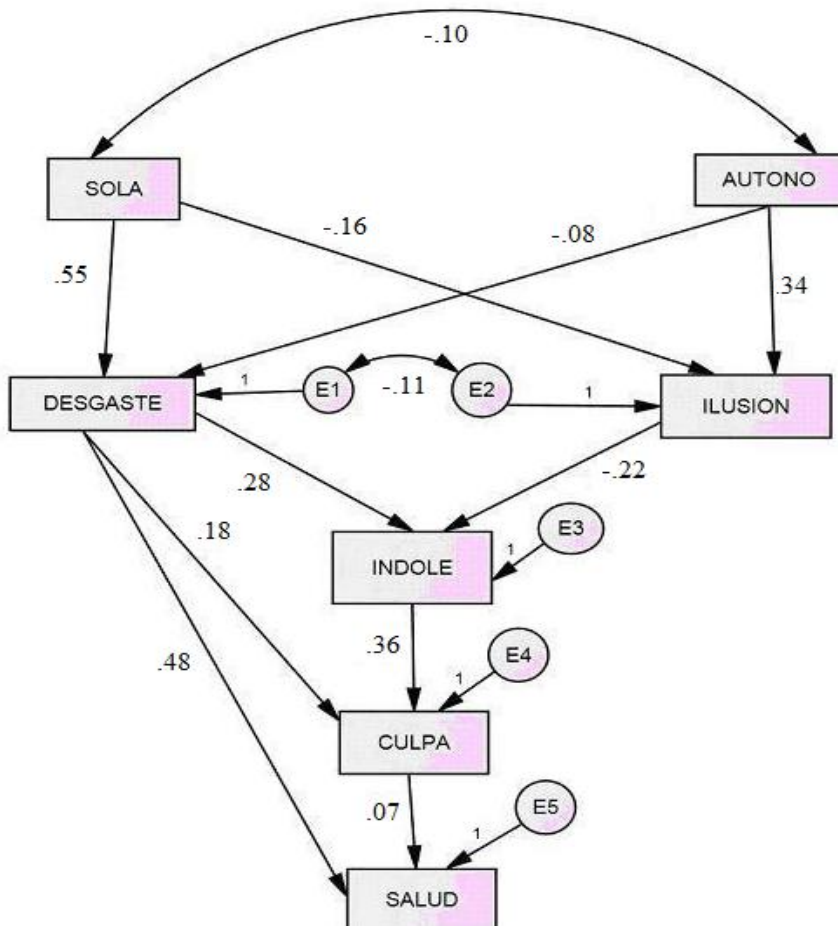 -.10
SOLA
AUTONO
-.16
-.08
.55
.34
DESGASTE
1
E1
-.11
E2
1
ILUSION
.28
-.22
.18
E3
1
INDOLE
.36
.48
E4
1
CULPA
.07
E5
1
SALUD